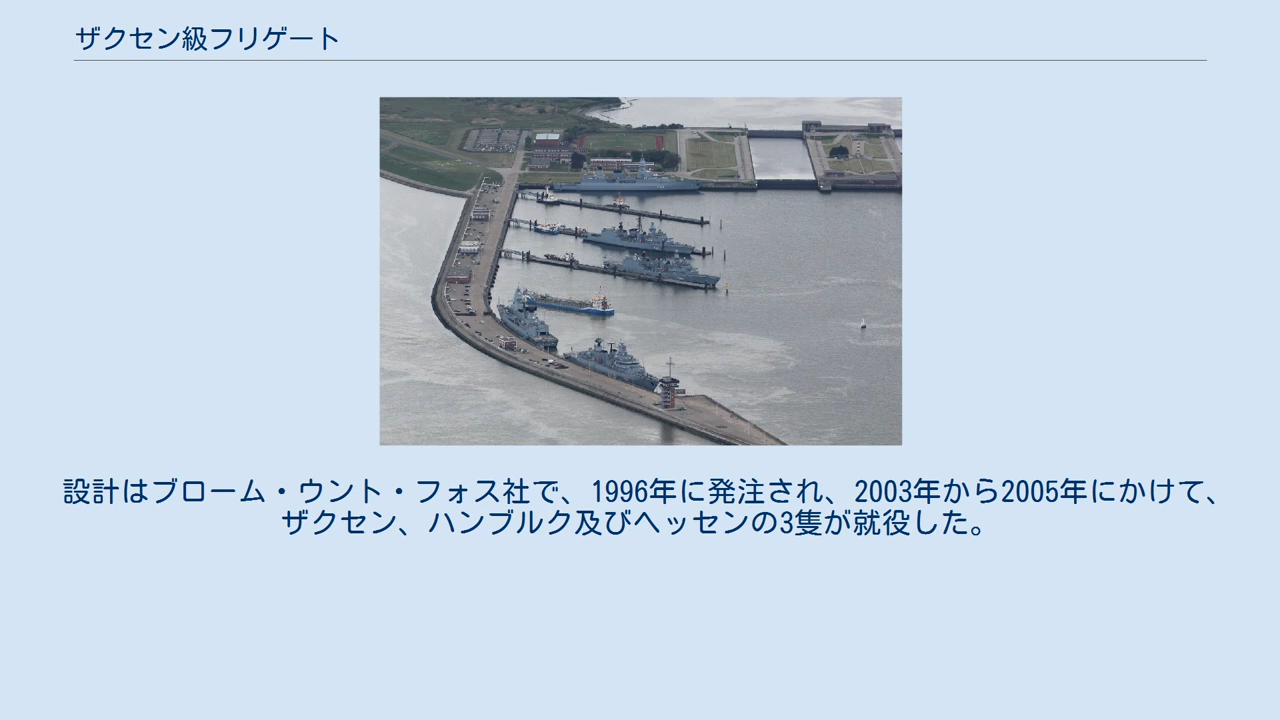 ザクセン級フリゲート
設計はブローム・ウント・フォス社で、1996年に発注され、2003年から2005年にかけて、
ザクセン、ハンブルク及びヘッセンの3隻が就役した。